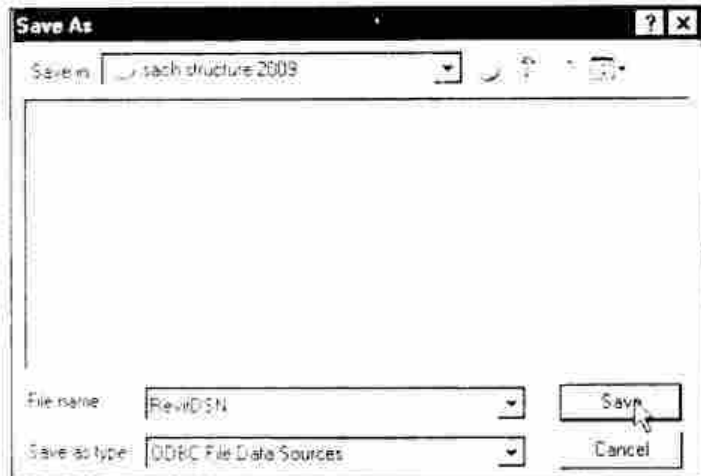 Save As
Save in sach structure 2009
File name RevitDSN Save
Save as type ODBC File Data Sources Cancel